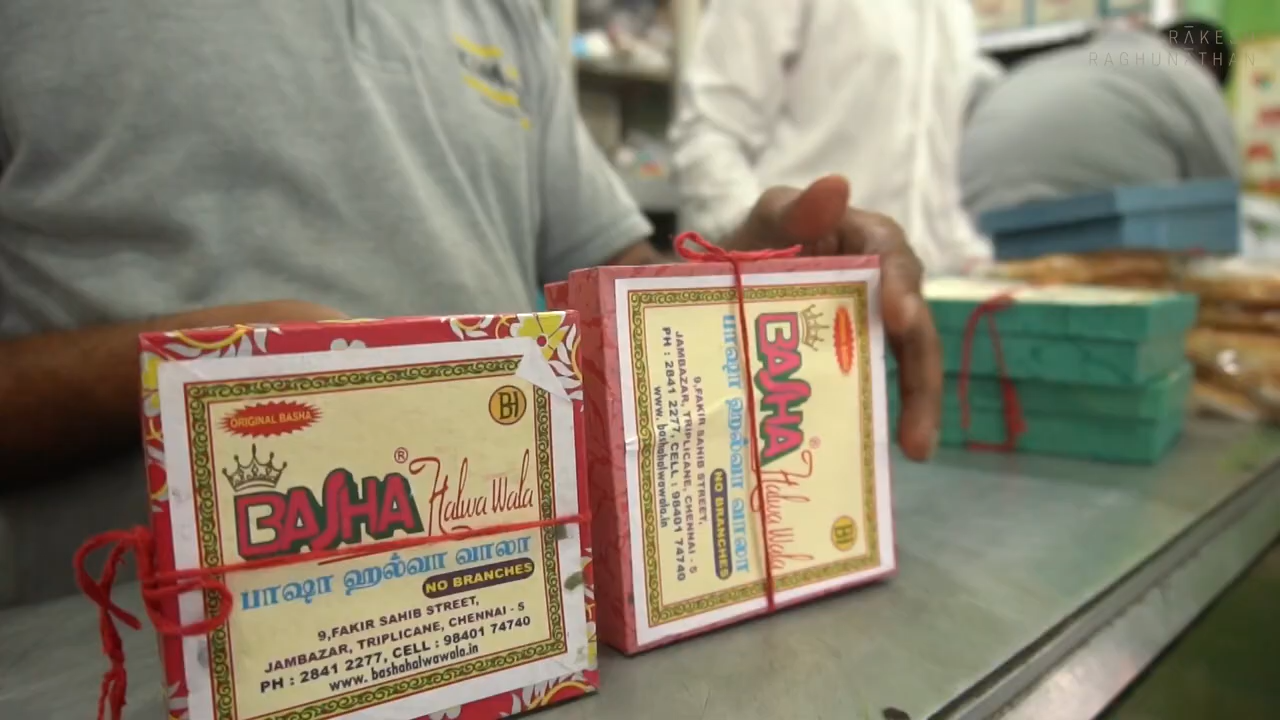 RAKE
RAGHUNATHAN
ORIGINAL BASHA
BH
BASHA® Halwa Wala
பாஷா ஹல்வா வாலா
NO BRANCHES
9,FAKIR SAHIB STREET,
JAMBAZAR, TRIPLICANE, CHENNAI - 5
PH : 2841 2277, CELL : 98401 74740
www. bashahalwawala.in
BASHA® Halwa Wala
பாஷா ஹல்வா வாலா
NO BRANCHES
9,FAKIR SAHIB STREET,
JAMBAZAR, TRIPLICANE, CHENNAI - 5
PH : 2841 2277, CELL : 98401 74740
www. bashahalwawala.in
BH